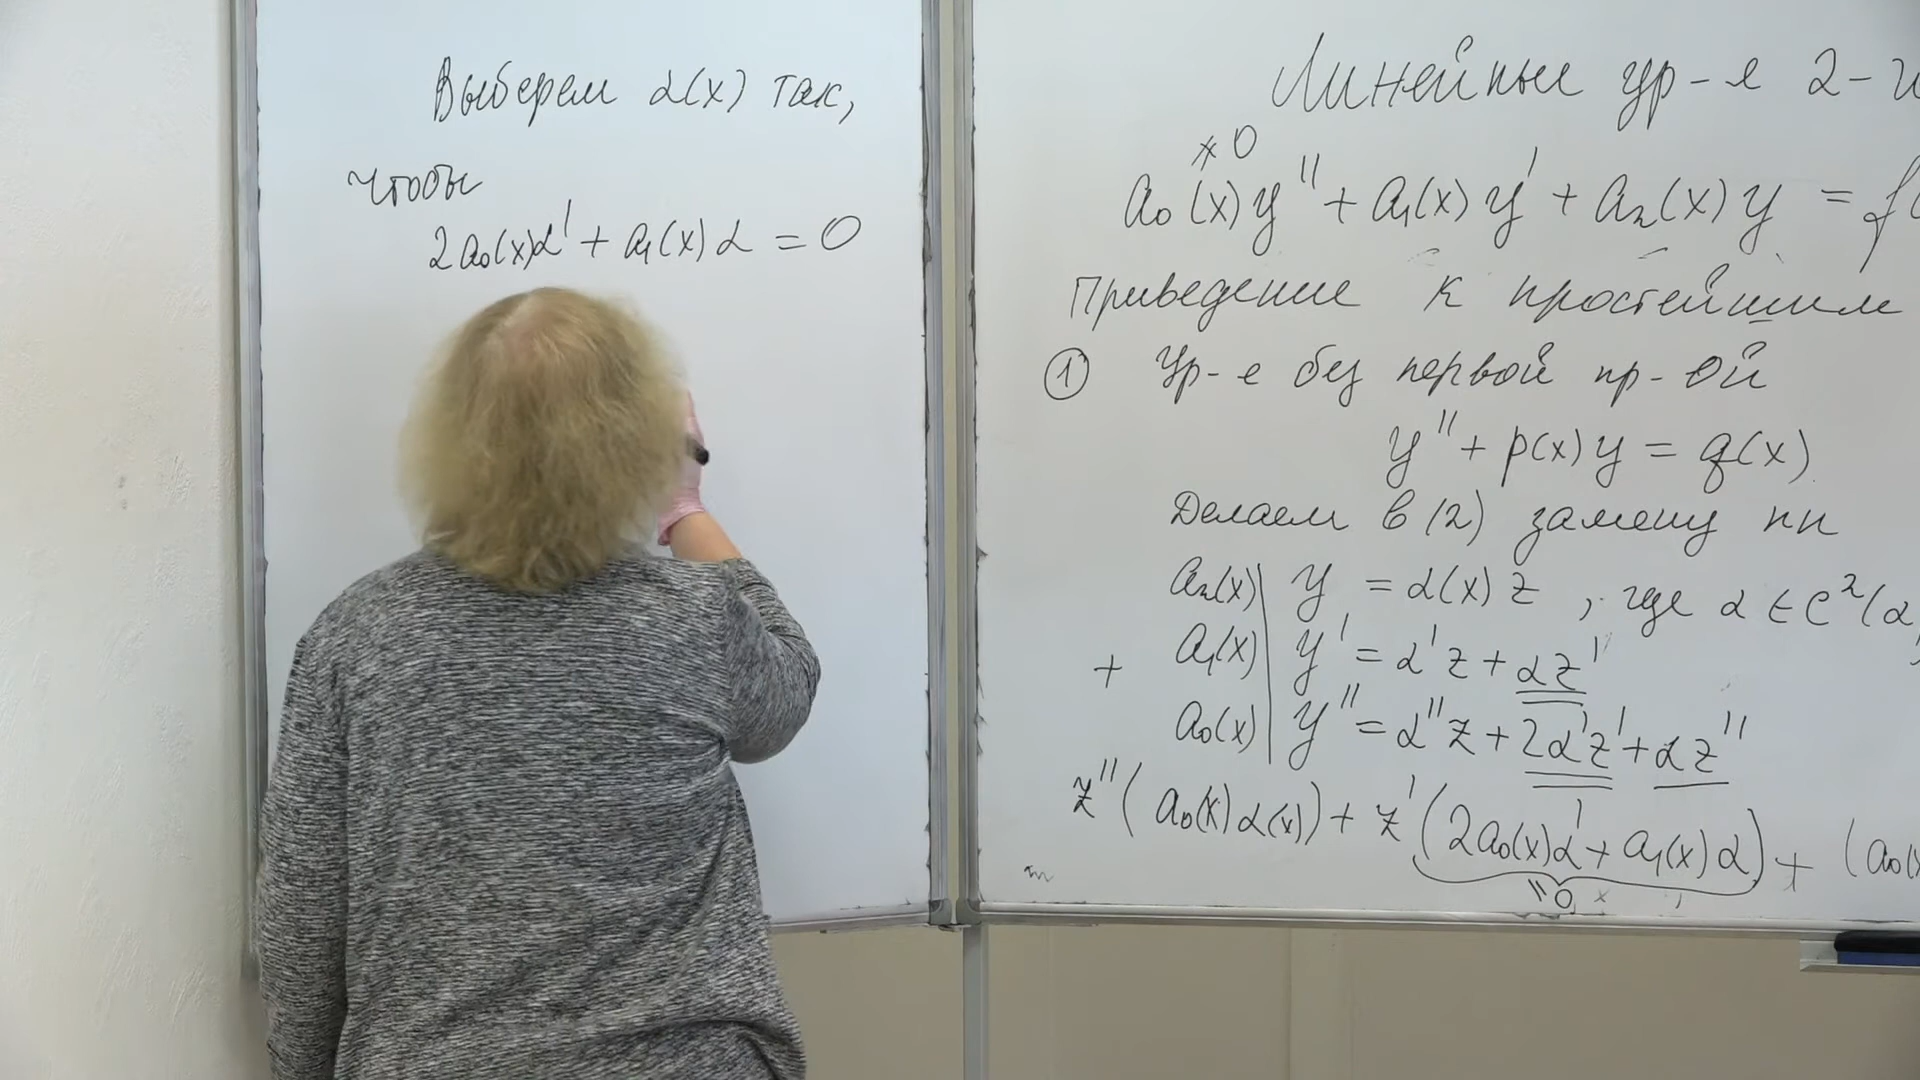 Выберем α(x) так,
чтобы
2a₀(x)α' + a₁(x)α = 0
Линейные ур-я 2-
≠ 0
a₀(x)y'' + a₁(x)y' + a₂(x)y = f(
Приведение к простейшим
① Ур-е без первой пр-ой
y'' + p(x)y = q(x)
Делаем в (2) замену пп
a₂(x) | y = α(x)z, где α ∈ C²(α,
+ a₁(x) | y' = α'z + αz'
a₀(x) | y'' = α''z + 2α'z' + αz''
z''(a₀(x)α(x)) + z'(2a₀(x)α' + a₁(x)α) + (a₀(x
= 0